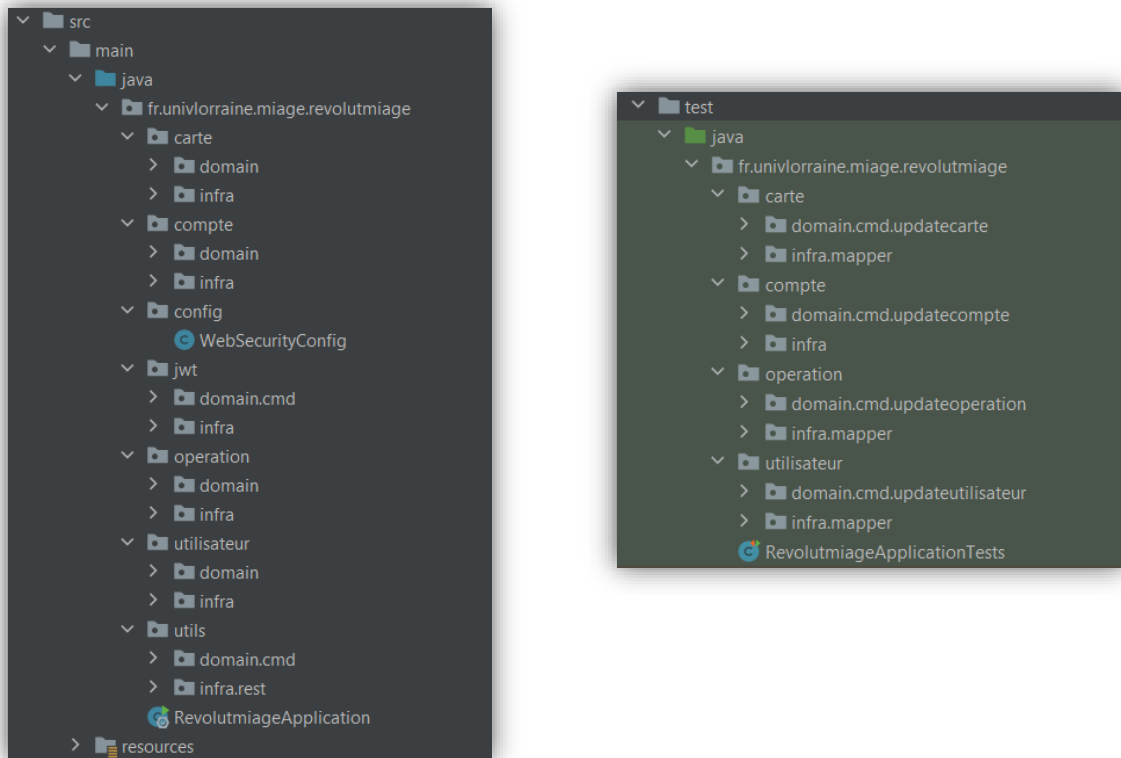 src
main
java
fr.univlorraine.miage.revolutmiage
carte
domain
infra
compte
domain
infra
config
WebSecurityConfig
jwt
domain.cmd
infra
operation
domain
infra
utilisateur
domain
infra
utils
domain.cmd
infra.rest
RevolutmiageApplication
resources
test
java
fr.univlorraine.miage.revolutmiage
carte
domain.cmd.updatecarte
infra.mapper
compte
domain.cmd.updatecompte
infra
operation
domain.cmd.updateoperation
infra.mapper
utilisateur
domain.cmd.updateutilisateur
infra.mapper
RevolutmiageApplicationTests